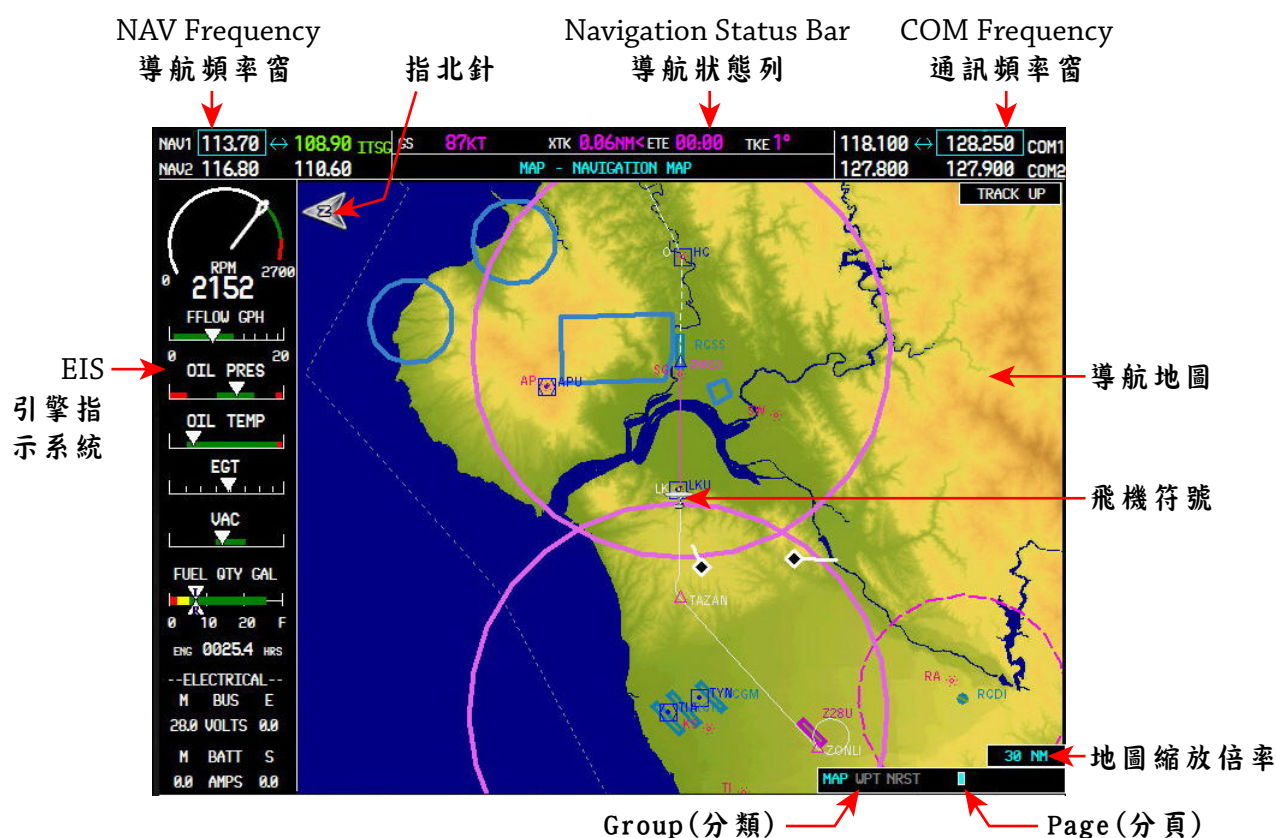 NAV Frequency
導航頻率窗
指北針
Navigation Status Bar
導航狀態列
COM Frequency
通訊頻率窗
NAV1 113.70 ↔ 108.90 ITSG GS 87KT XTK 0.06NM< ETE 00:00 TKE 1° 118.100 ↔ 128.250 COM1
NAV2 116.80 110.60 MAP - NAVIGATION MAP 127.800 127.900 COM2
TRACK UP
Z
RPM
0 2152 2700
FFLOW GPH
0 20
OIL PRES
OIL TEMP
EGT
VAC
FUEL QTY GAL
L
R
0 10 20 F
ENG 0025.4 HRS
--ELECTRICAL--
M BUS E
28.0 VOLTS 0.0
M BATT S
0.0 AMPS 0.0
EIS
引擎指
示系統
HC
RCSS
SG
AP APU
LK LKU
TAZAN
TYN
RA
RCDI
Z28U
ZONLI
導航地圖
飛機符號
30 NM
地圖縮放倍率
MAP WPT NRST
Group(分類)
Page(分頁)